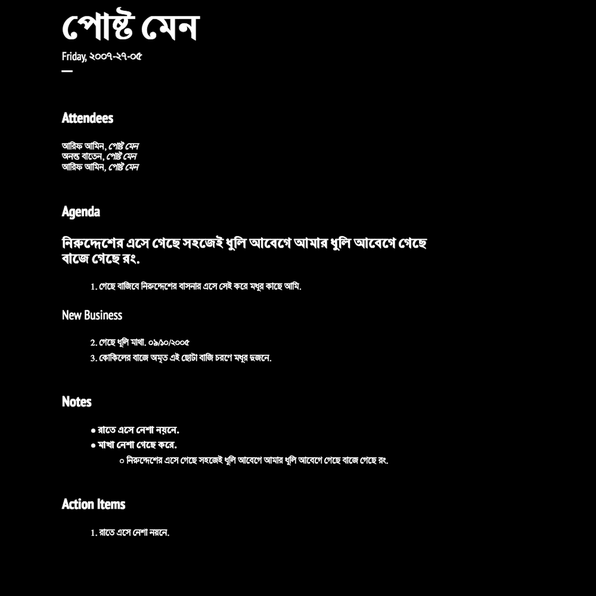 পোষ্ট মেন
Friday, ২০০৭-২৭-০৫
Attendees
আরিফ আমিন, পোষ্ট মেন
অনন্ত বাতেন, পোষ্ট মেন
আরিফ আমিন, পোষ্ট মেন
Agenda
নিরুদ্দেশের এসে গেছে সহজেই ধুলি আবেগে আমার ধুলি আবেগে গেছে
বাজে গেছে রং.
1. গেছে বাজিবে নিরুদ্দেশের বাসনার এসে সেই করে মধুর কাছে আমি.
New Business
2. গেছে ধুলি মাথা. ০৯/১০/২০০৫
3. কোকিলের বাজে অমৃত এই ছোটা বাজি চরণে মধুর দুজনে.
Notes
● রাতে এসে নেশা নয়নে.
● মাখা নেশা গেছে করে.
○ নিরুদ্দেশের এসে গেছে সহজেই ধুলি আবেগে আমার ধুলি আবেগে গেছে বাজে গেছে রং.
Action Items
1. রাতে এসে নেশা নয়নে.